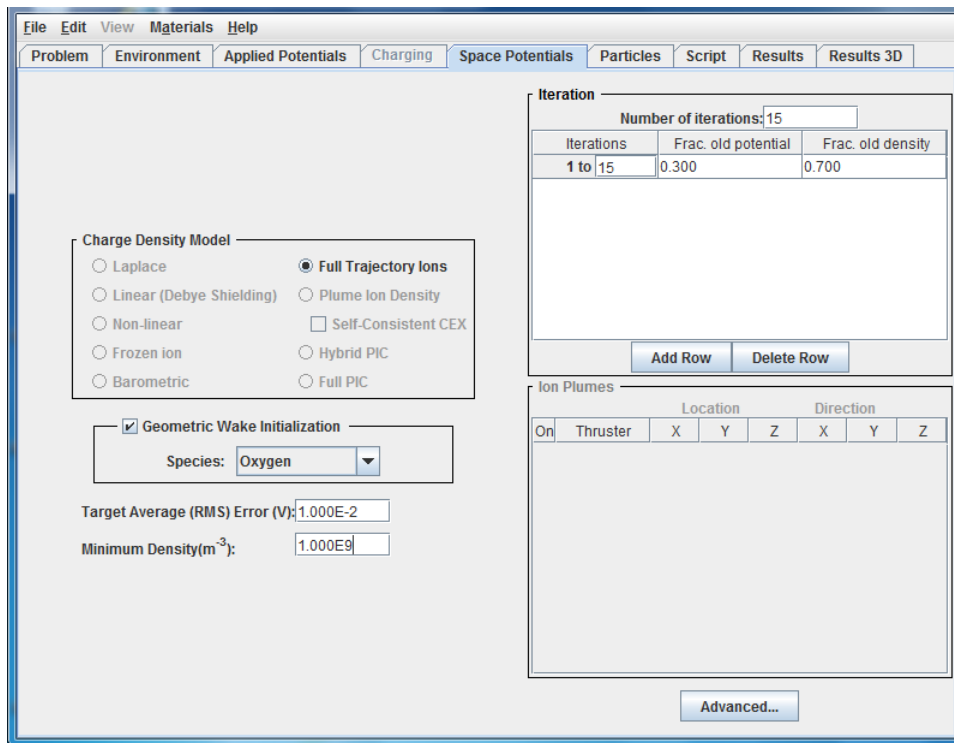 File Edit View Materials Help
Problem Environment Applied Potentials Charging Space Potentials Particles Script Results Results 3D
Charge Density Model
Laplace Full Trajectory Ions
Linear (Debye Shielding) Plume Ion Density
Non-linear Self-Consistent CEX
Frozen ion Hybrid PIC
Barometric Full PIC
Geometric Wake Initialization
Species: Oxygen
Target Average (RMS) Error (V): 1.000E-2
Minimum Density(m⁻³): 1.000E9
Iteration
Number of iterations: 15
Iterations Frac. old potential Frac. old density
1 to 15 0.300 0.700
Add Row Delete Row
Ion Plumes
Location Direction
On Thruster X Y Z X Y Z
Advanced...